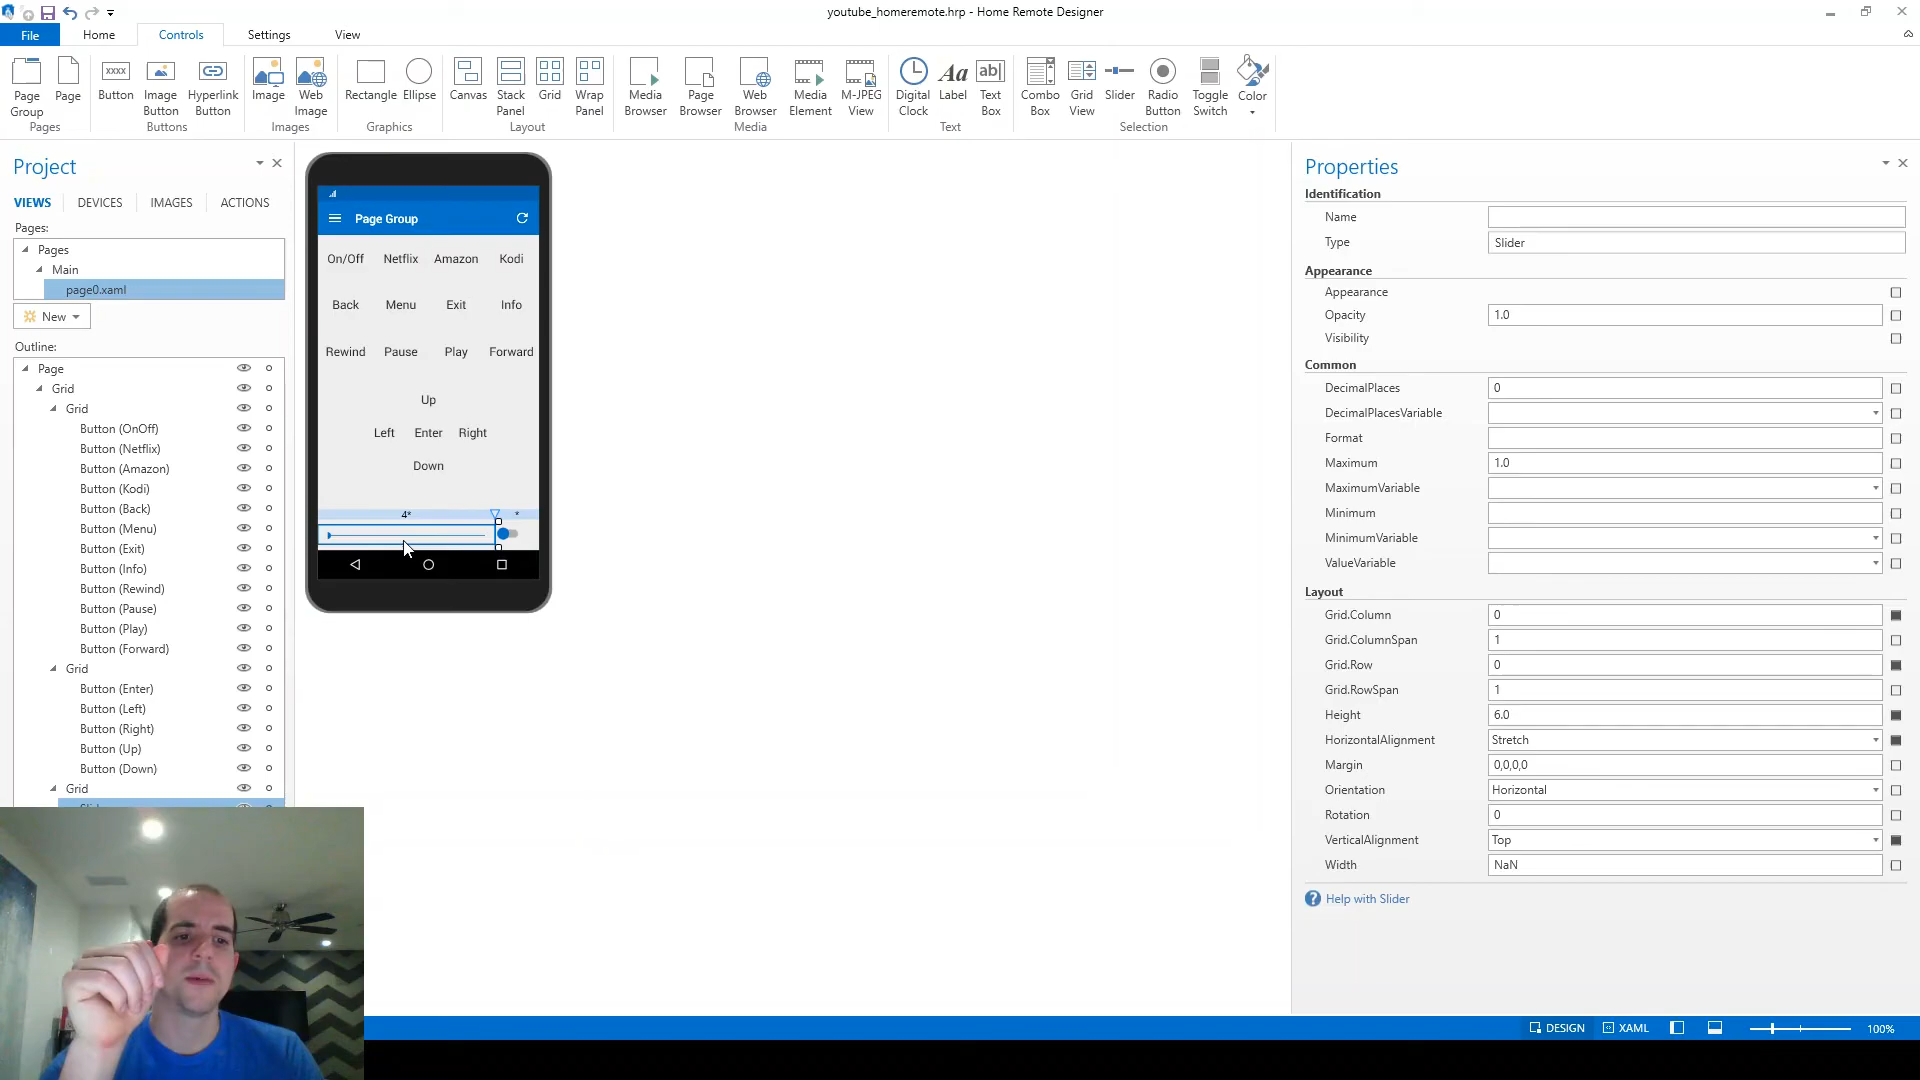 youtube_homeremote.hrp - Home Remote Designer
File Home Controls Settings View
Page Group
Page
xxxx
Button
Image Button
Hyperlink Button
Image
Web Image
Rectangle
Ellipse
Canvas
Stack Panel
Grid
Wrap Panel
Media Browser
Page Browser
Web Browser
Media Element
M-JPEG View
Digital Clock
Aa
Label
ab|
Text Box
Combo Box
Grid View
Slider
Radio Button
Toggle Switch
Color
Pages Buttons Images Graphics Layout Media Text Selection
Project
VIEWS DEVICES IMAGES ACTIONS
Pages:
Pages
Main
page0.xaml
New
Outline:
Page
Grid
Grid
Button (OnOff)
Button (Netflix)
Button (Amazon)
Button (Kodi)
Button (Back)
Button (Menu)
Button (Exit)
Button (Info)
Button (Rewind)
Button (Pause)
Button (Play)
Button (Forward)
Grid
Button (Enter)
Button (Left)
Button (Right)
Button (Up)
Button (Down)
Grid
Page Group
On/Off Netflix Amazon Kodi
Back Menu Exit Info
Rewind Pause Play Forward
Up
Left Enter Right
Down
4* *
Properties
Identification
Name
Type Slider
Appearance
Appearance
Opacity 1.0
Visibility
Common
DecimalPlaces 0
DecimalPlacesVariable
Format
Maximum 1.0
MaximumVariable
Minimum
MinimumVariable
ValueVariable
Layout
Grid.Column 0
Grid.ColumnSpan 1
Grid.Row 0
Grid.RowSpan 1
Height 6.0
HorizontalAlignment Stretch
Margin 0,0,0,0
Orientation Horizontal
Rotation 0
VerticalAlignment Top
Width NaN
? Help with Slider
DESIGN XAML 100%